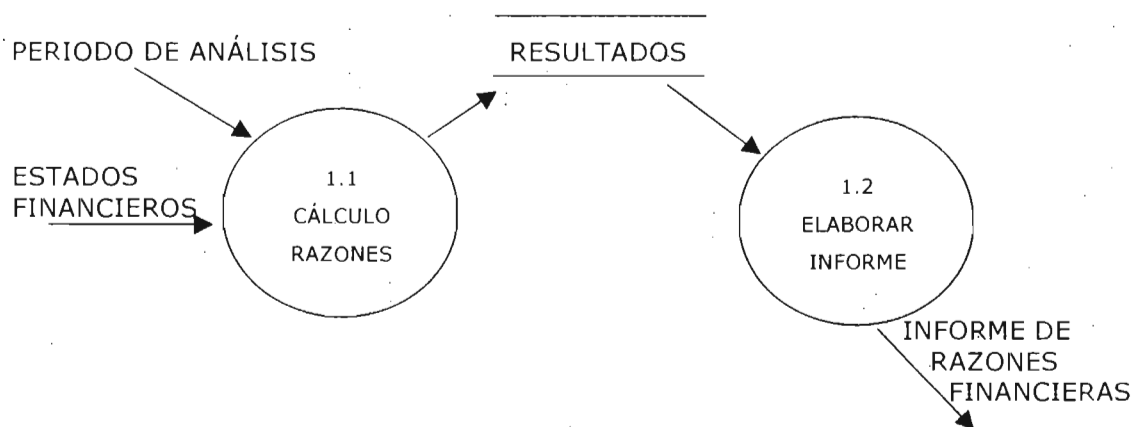 PERIODO DE ANÁLISIS
RESULTADOS
ESTADOS
FINANCIEROS
1.1
CÁLCULO
RAZONES
1.2
ELABORAR
INFORME
INFORME DE
RAZONES
FINANCIERAS